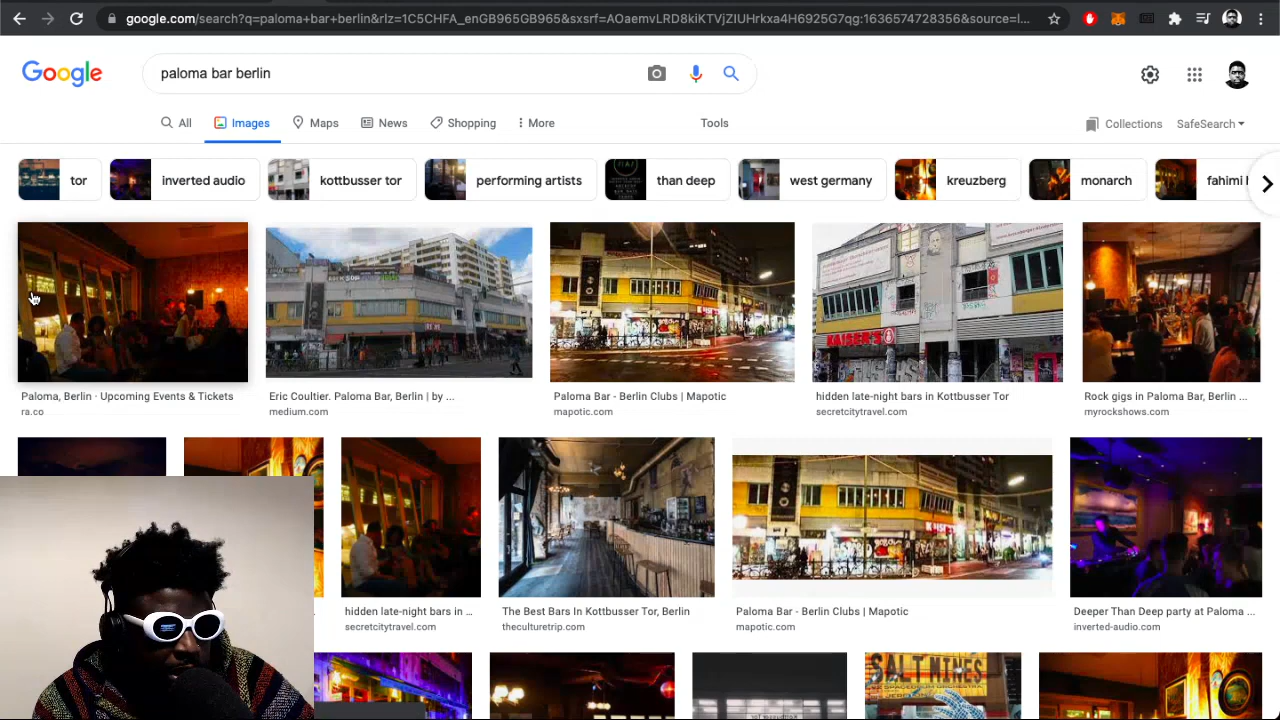 google.com/search?q=paloma+bar+berlin&rlz=1C5CHFA_enGB965GB965&sxsrf=AOaemvLRD8kiKTVjZIUHrkxa4H6925G7qg:1636574728356&source=l...
Google
paloma bar berlin
All
Images
Maps
News
Shopping
More
Tools
Collections
SafeSearch
tor
inverted audio
kottbusser tor
performing artists
than deep
west germany
kreuzberg
monarch
fahimi
KAISER'S
Paloma, Berlin · Upcoming Events & Tickets
ra.co
Eric Coultier. Paloma Bar, Berlin | by ...
medium.com
Paloma Bar - Berlin Clubs | Mapotic
mapotic.com
hidden late-night bars in Kottbusser Tor
secretcitytravel.com
Rock gigs in Paloma Bar, Berlin ...
myrockshows.com
hidden late-night bars in ...
secretcitytravel.com
The Best Bars In Kottbusser Tor, Berlin
theculturetrip.com
Paloma Bar - Berlin Clubs | Mapotic
mapotic.com
Deeper Than Deep party at Paloma ...
inverted-audio.com
SALT MINES